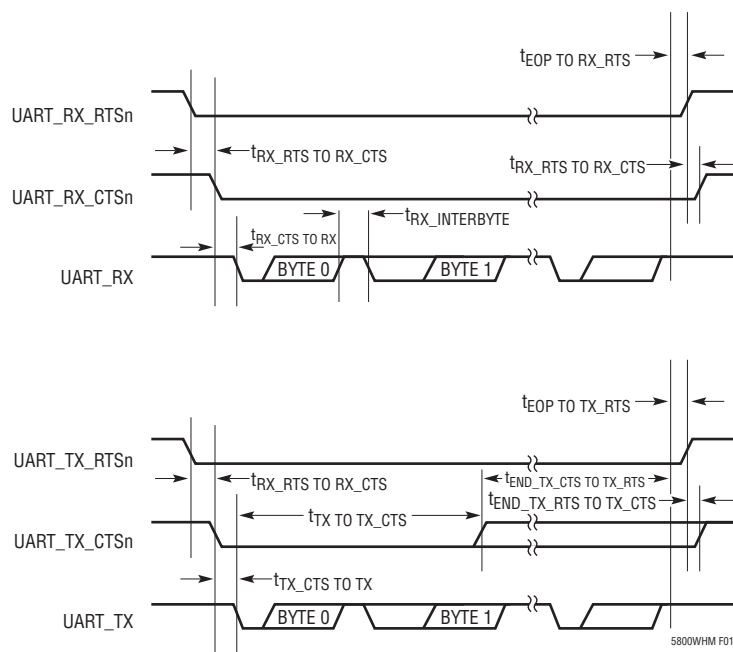 tEOP TO RX_RTS
UART_RX_RTSn
tRX_RTS TO RX_CTS
tRX_RTS TO RX_CTS
UART_RX_CTSn
tRX_INTERBYTE
tRX_CTS TO RX
UART_RX
BYTE 0
BYTE 1
tEOP TO TX_RTS
UART_TX_RTSn
tRX_RTS TO RX_CTS
tEND_TX_CTS TO TX_RTS
tEND_TX_RTS TO TX_CTS
tTX TO TX_CTS
UART_TX_CTSn
tTX_CTS TO TX
UART_TX
BYTE 0
BYTE 1
5800WHM F01